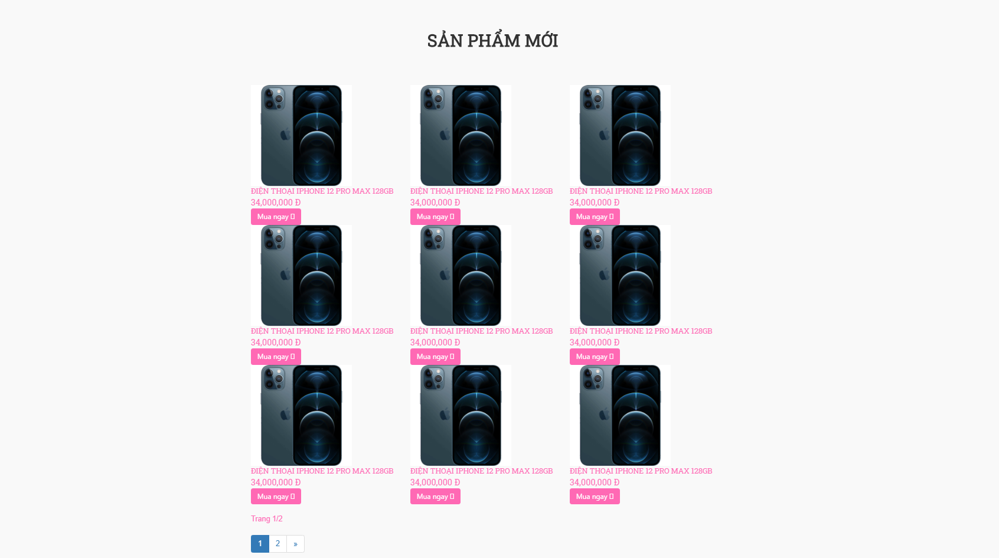 SẢN PHẨM MỚI
ĐIỆN THOẠI IPHONE 12 PRO MAX 128GB
34,000,000 Đ
Mua ngay
ĐIỆN THOẠI IPHONE 12 PRO MAX 128GB
34,000,000 Đ
Mua ngay
ĐIỆN THOẠI IPHONE 12 PRO MAX 128GB
34,000,000 Đ
Mua ngay
ĐIỆN THOẠI IPHONE 12 PRO MAX 128GB
34,000,000 Đ
Mua ngay
ĐIỆN THOẠI IPHONE 12 PRO MAX 128GB
34,000,000 Đ
Mua ngay
ĐIỆN THOẠI IPHONE 12 PRO MAX 128GB
34,000,000 Đ
Mua ngay
ĐIỆN THOẠI IPHONE 12 PRO MAX 128GB
34,000,000 Đ
Mua ngay
ĐIỆN THOẠI IPHONE 12 PRO MAX 128GB
34,000,000 Đ
Mua ngay
ĐIỆN THOẠI IPHONE 12 PRO MAX 128GB
34,000,000 Đ
Mua ngay
Trang 1/2
1 2 »